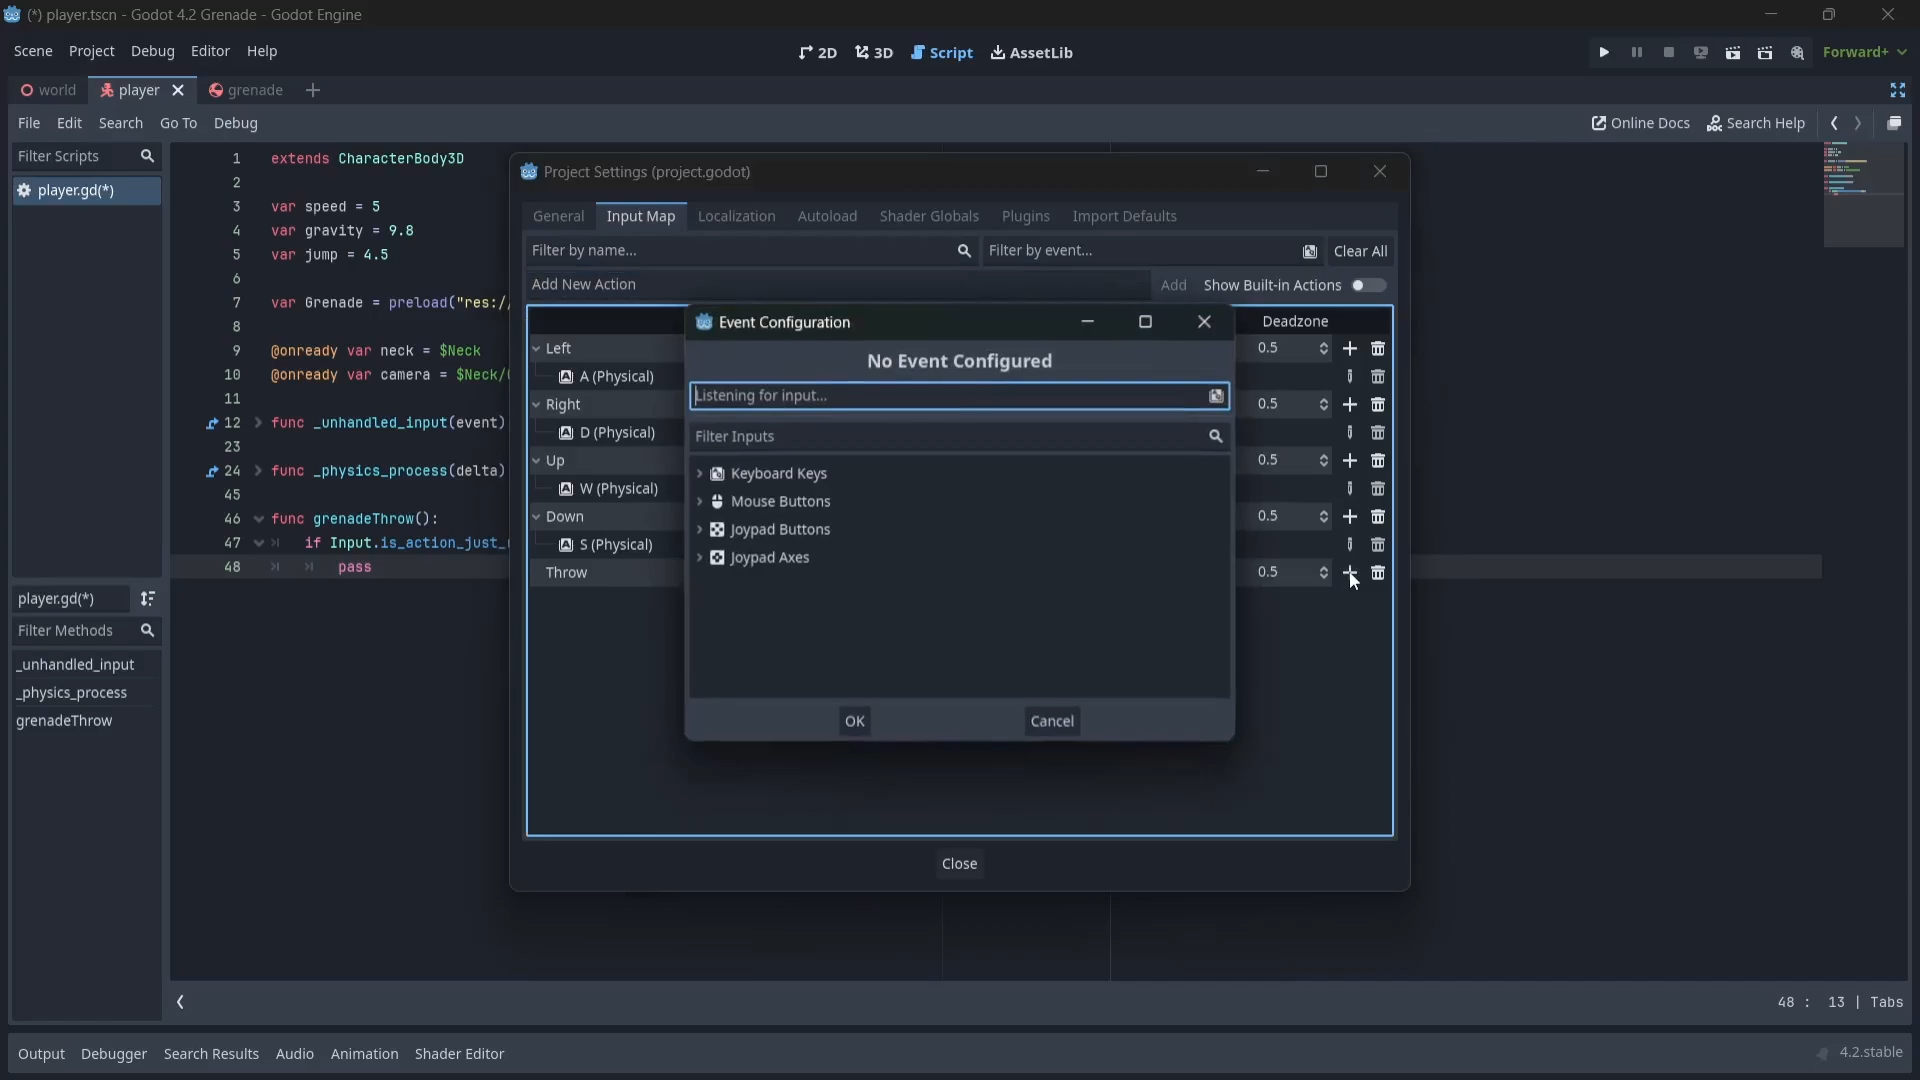 (*) player.tscn - Godot 4.2 Grenade - Godot Engine
Scene Project Debug Editor Help
2D 3D Script AssetLib
Forward+
world player grenade
File Edit Search Go To Debug
Online Docs Search Help
Filter Scripts
player.gd(*)
player.gd(*)
Filter Methods
_unhandled_input
_physics_process
grenadeThrow
1 extends CharacterBody3D
2
3 var speed = 5
4 var gravity = 9.8
5 var jump = 4.5
6
7 var Grenade = preload("res:/
8
9 @onready var neck = $Neck
10 @onready var camera = $Neck/
11
12 func _unhandled_input(event)
23
24 func _physics_process(delta)
45
46 func grenadeThrow():
47 if Input.is_action_just_
48 pass
Project Settings (project.godot)
General Input Map Localization Autoload Shader Globals Plugins Import Defaults
Filter by name... Filter by event... Clear All
Add New Action Add Show Built-in Actions
Deadzone
Left 0.5
A (Physical)
Right 0.5
D (Physical)
Up 0.5
W (Physical)
Down 0.5
S (Physical)
Throw 0.5
Event Configuration
No Event Configured
Listening for input...
Filter Inputs
Keyboard Keys
Mouse Buttons
Joypad Buttons
Joypad Axes
OK Cancel
Close
48 : 13 | Tabs
Output Debugger Search Results Audio Animation Shader Editor
4.2.stable